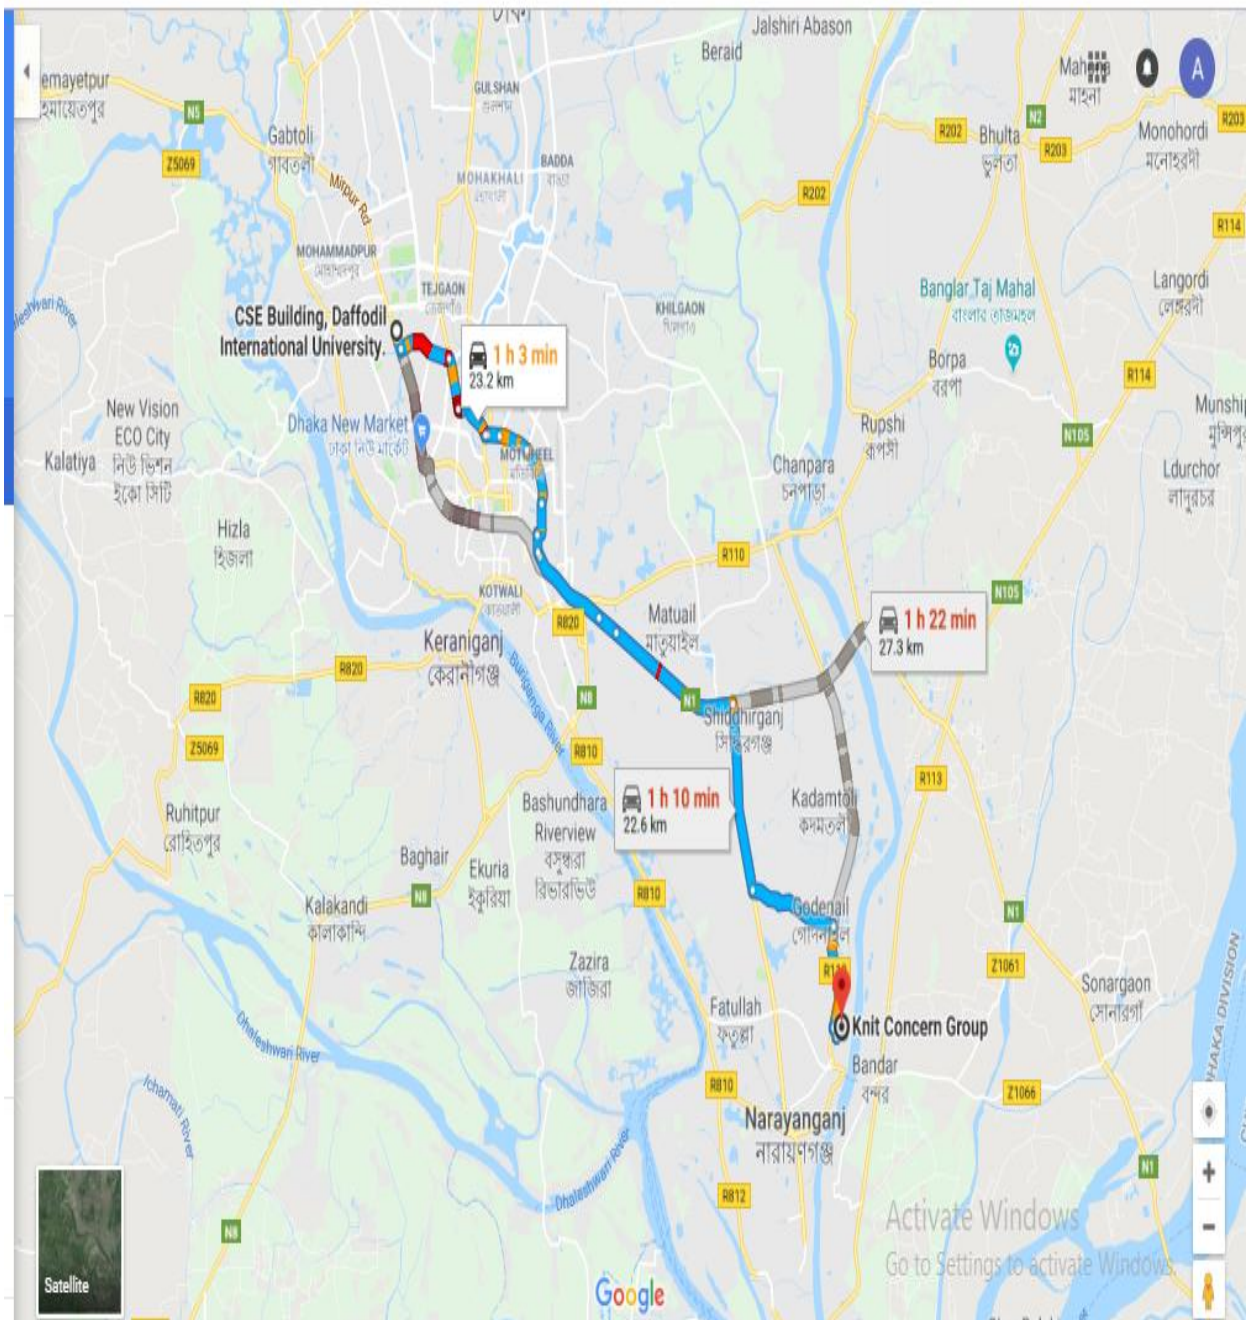 Jalshiri Abason
Beraid
GULSHAN
গুলশান
emayetpur
হমায়েতপুর
N5
Z5069
Gabtoli
গাবতলী
Mirpur Rd
MOHAKHALI
BADDA
বাড্ডা
R202
Bhulta
ভুলতা
N2
R203
মাহনা
A
R203
Monohordi
মনোহরদী
R202
R114
MOHAMMADPUR
মোহাম্মদপুর
TEJGAON
তেজগাঁও
KHILGAON
খিলগাঁও
Banglar Taj Mahal
বাংলার তাজমহল
Langordi
লেঙ্গরদী
CSE Building, Daffodil
International University.
1 h 3 min
23.2 km
Borpa
বরপা
R114
New Vision
ECO City
নিউ ভিশন
ইকো সিটি
Kalatiya
Dhaka New Market
ঢাকা নিউ মার্কেট
Rupshi
রূপসী
N105
Chanpara
চনপাড়া
Ldurchor
লাদুরচর
Hizla
হিজলা
R110
KOTWALI
কোতয়ালী
R820
Matuail
মাতুয়াইল
N105
1 h 22 min
27.3 km
Keraniganj
কেরানীগঞ্জ
R820
R820
Buriganga River
N8
N1
Shiddhirganj
Z5069
R810
R113
1 h 10 min
22.6 km
Kadamtoli
কদমতলী
Ruhitpur
রোহিতপুর
Bashundhara
Riverview
বসুন্ধরা
রিভারভিউ
Baghair
Ekuria
ইকুরিয়া
N8
R810
Kalakandi
কালাকান্দি
Godenail
গোদনাইল
N1
Z1061
Zazira
জাজিরা
Sonargaon
সোনারগাঁ
DHAKA DIVISION
Fatullah
ফতুল্লা
Knit Concern Group
Dhaleshwari River
Bandar
বন্দর
R810
Z1066
Ichamati River
Narayanganj
নারায়ণগঞ্জ
N1
Dhaleshwari River
R812
N8
Activate Windows
Go to Settings to activate Windows.
Satellite
Google